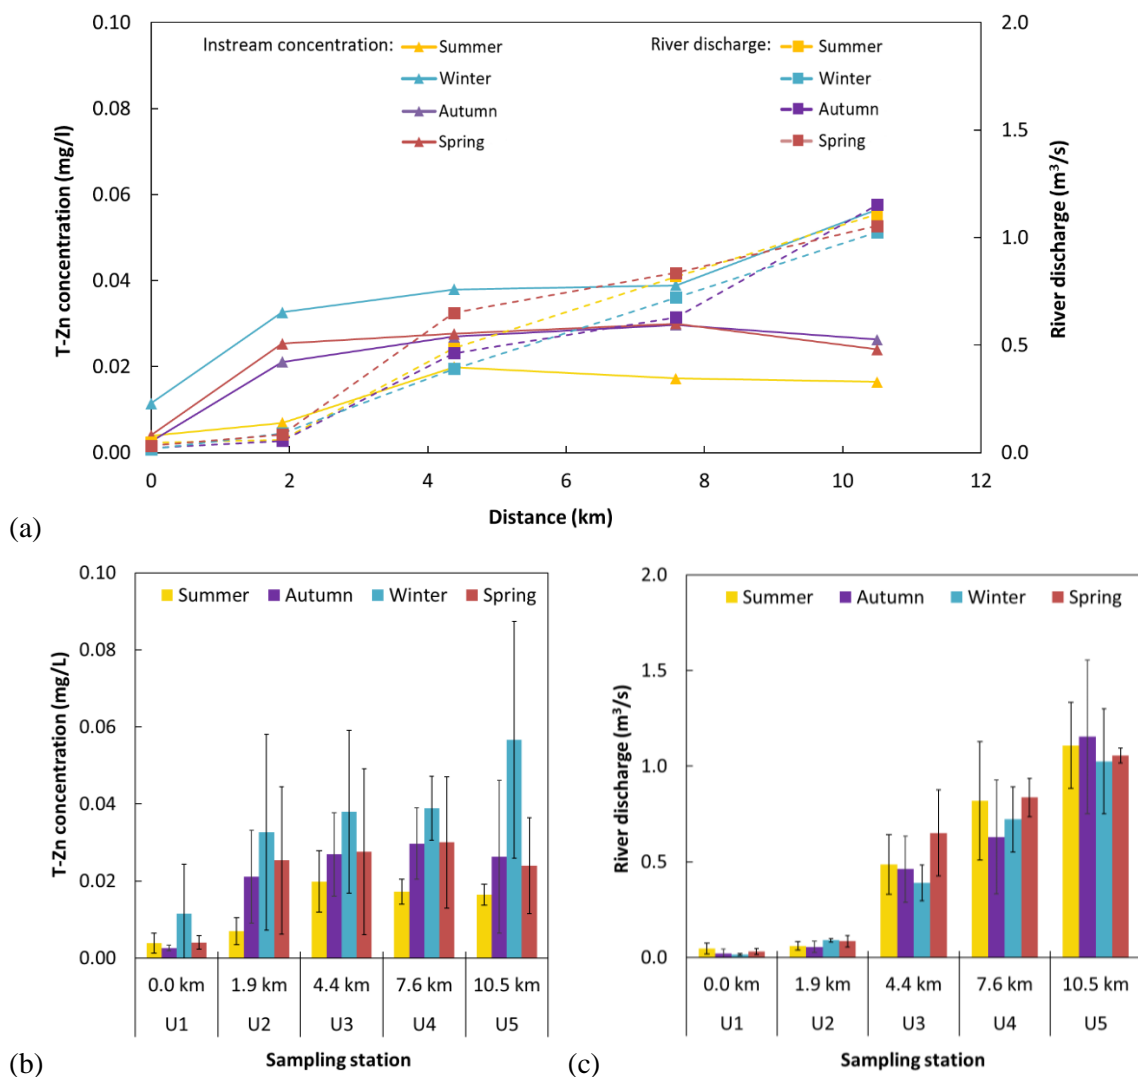 Instream concentration:
Summer
Winter
Autumn
Spring
River discharge:
Summer
Winter
Autumn
Spring
T-Zn concentration (mg/l)
0.10
0.08
0.06
0.04
0.02
0.00
River discharge (m³/s)
2.0
1.5
1.0
0.5
0.0
0 2 4 6 8 10 12
Distance (km)
(a)
Summer Autumn Winter Spring
T-Zn concentration (mg/L)
0.10
0.08
0.06
0.04
0.02
0.00
0.0 km 1.9 km 4.4 km 7.6 km 10.5 km
U1 U2 U3 U4 U5
Sampling station
(b)
Summer Autumn Winter Spring
River discharge (m³/s)
2.0
1.5
1.0
0.5
0.0
0.0 km 1.9 km 4.4 km 7.6 km 10.5 km
U1 U2 U3 U4 U5
Sampling station
(c)